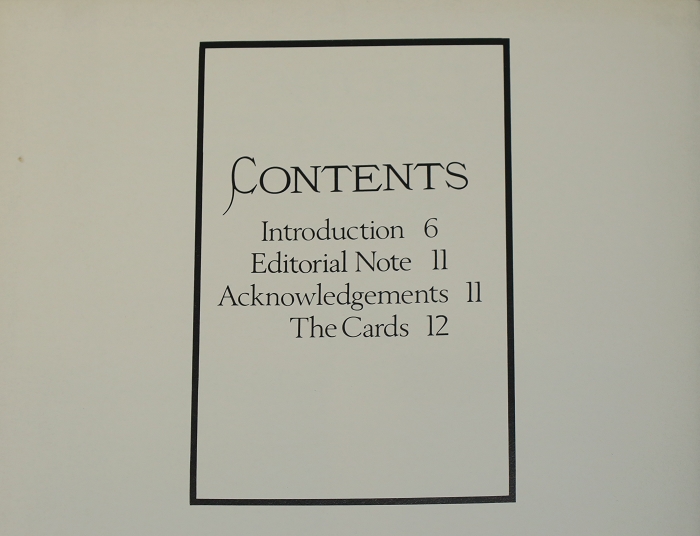 CONTENTS
Introduction 6
Editorial Note 11
Acknowledgements 11
The Cards 12